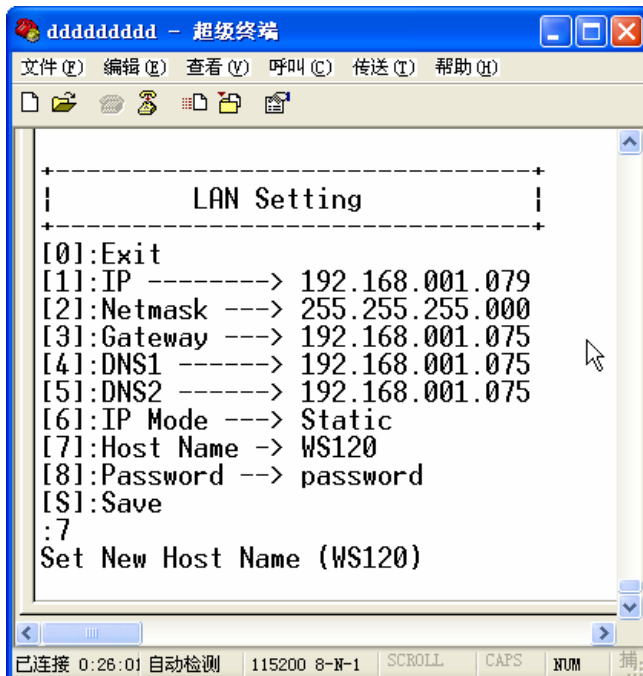 ddddddddd - 超级终端
文件(F) 编辑(E) 查看(V) 呼叫(C) 传送(T) 帮助(H)
+-------------------------------+
| LAN Setting |
+-------------------------------+
[0]:Exit
[1]:IP --------> 192.168.001.079
[2]:Netmask ---> 255.255.255.000
[3]:Gateway ---> 192.168.001.075
[4]:DNS1 ------> 192.168.001.075
[5]:DNS2 ------> 192.168.001.075
[6]:IP Mode ---> Static
[7]:Host Name -> WS120
[8]:Password --> password
[S]:Save
:7
Set New Host Name (WS120)
已连接 0:26:01 自动检测 115200 8-N-1 SCROLL CAPS NUM 捕